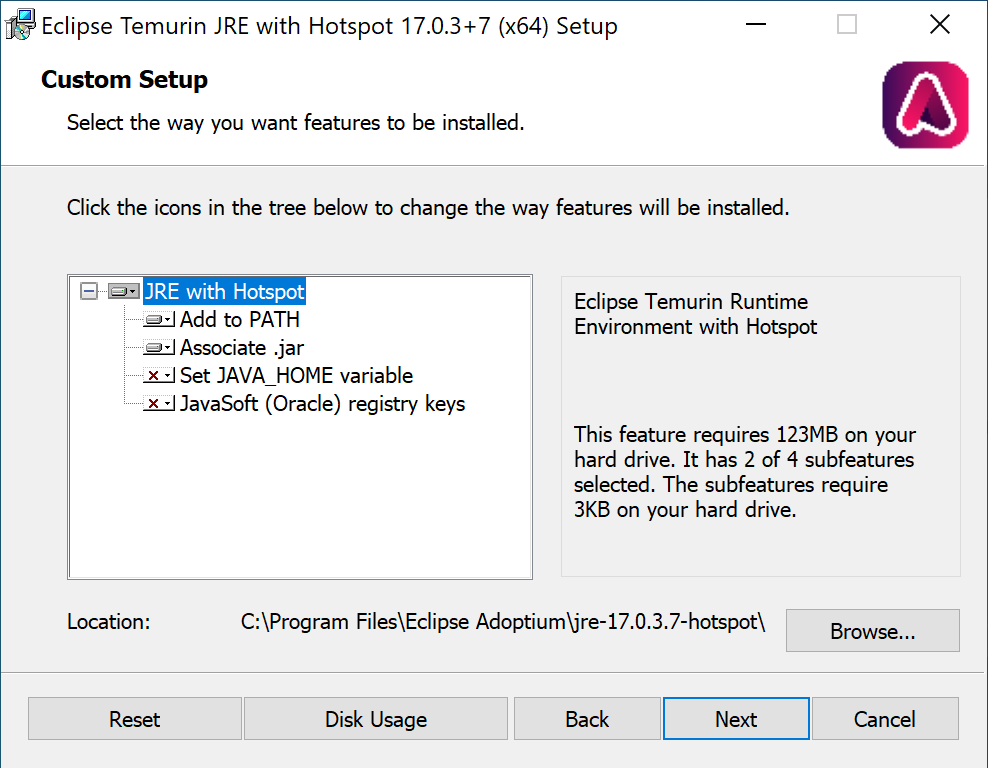 Eclipse Temurin JRE with Hotspot 17.0.3+7 (x64) Setup
Custom Setup
Select the way you want features to be installed.
Click the icons in the tree below to change the way features will be installed.
JRE with Hotspot
Add to PATH
Associate .jar
Set JAVA_HOME variable
JavaSoft (Oracle) registry keys
Eclipse Temurin Runtime
Environment with Hotspot
This feature requires 123MB on your
hard drive. It has 2 of 4 subfeatures
selected. The subfeatures require
3KB on your hard drive.
Location: C:\Program Files\Eclipse Adoptium\jre-17.0.3.7-hotspot\
Browse...
Reset Disk Usage Back Next Cancel